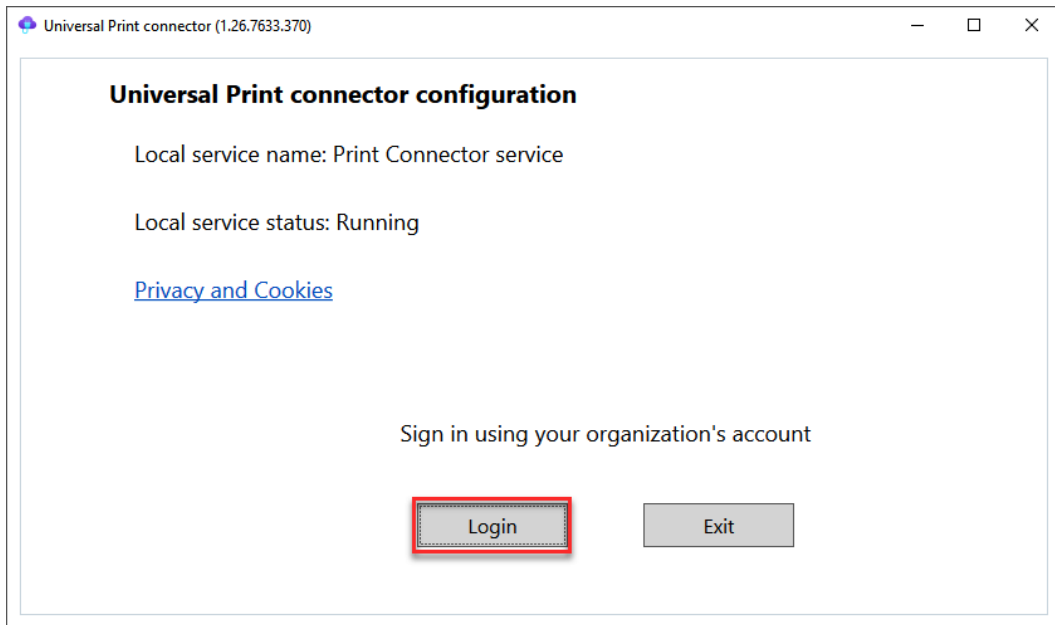 Universal Print connector (1.26.7633.370)
Universal Print connector configuration
Local service name: Print Connector service
Local service status: Running
Privacy and Cookies
Sign in using your organization's account
Login Exit